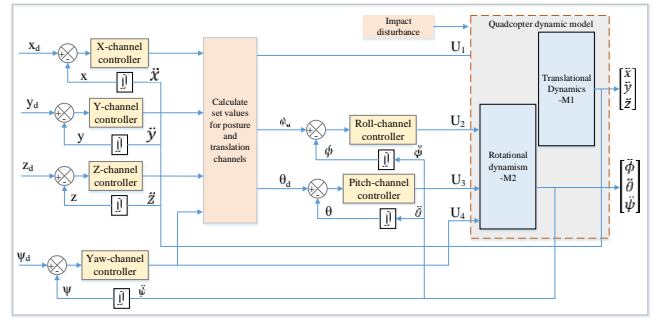 Impact
disturbance
Quadcopter dynamic model
x_d
X-channel
controller
x
∬
ẍ
U_1
Translational
Dynamics
-M1
ẍ
ÿ
z̈
y_d
Y-channel
controller
y
∬
ÿ
Calculate
set values
for posture
and
translation
channels
Roll-channel
controller
U_2
ϕ
∬
ϕ̈
z_d
Z-channel
controller
z
∬
z̈
θ_d
Pitch-channel
controller
U_3
θ
∬
θ̈
U_4
Rotational
dynamism
-M2
ϕ̈
θ̈
ψ̈
ψ_d
Yaw-channel
controller
ψ
∬
ψ̈